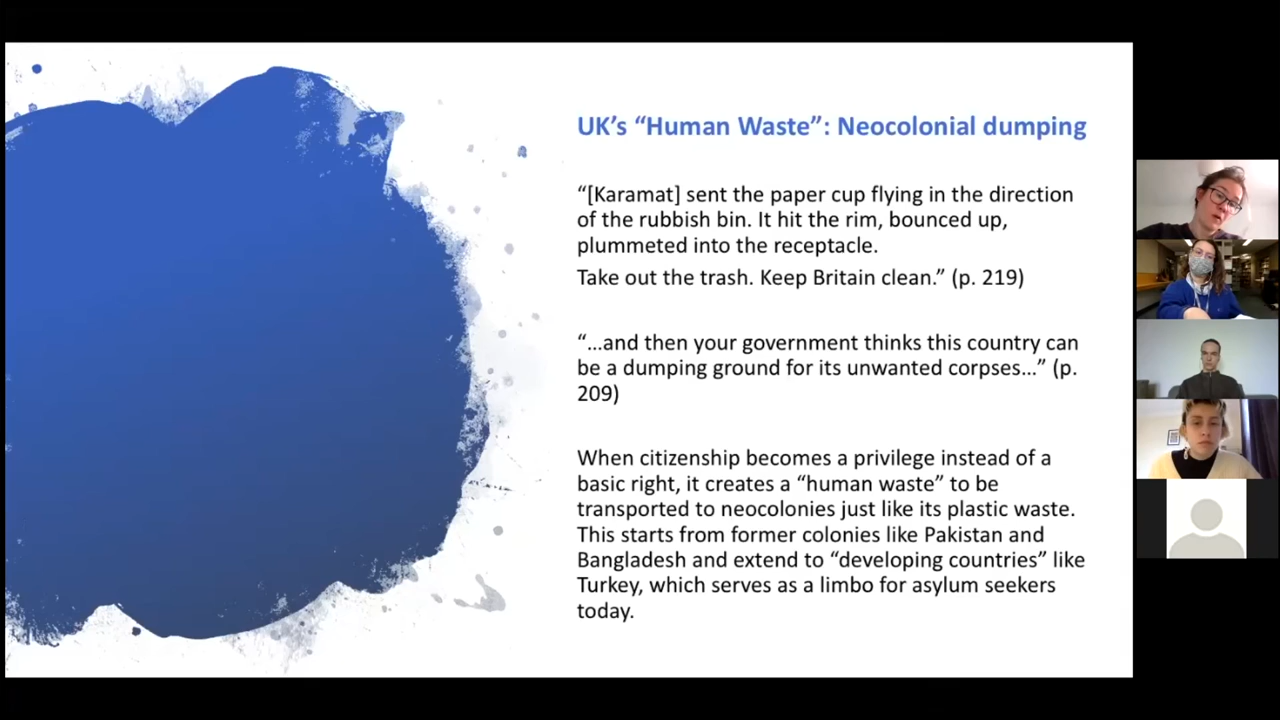 UK’s “Human Waste”: Neocolonial dumping
“[Karamat] sent the paper cup flying in the direction
of the rubbish bin. It hit the rim, bounced up,
plummeted into the receptacle.
Take out the trash. Keep Britain clean.” (p. 219)
“...and then your government thinks this country can
be a dumping ground for its unwanted corpses...” (p.
209)
When citizenship becomes a privilege instead of a
basic right, it creates a “human waste” to be
transported to neocolonies just like its plastic waste.
This starts from former colonies like Pakistan and
Bangladesh and extend to “developing countries” like
Turkey, which serves as a limbo for asylum seekers
today.